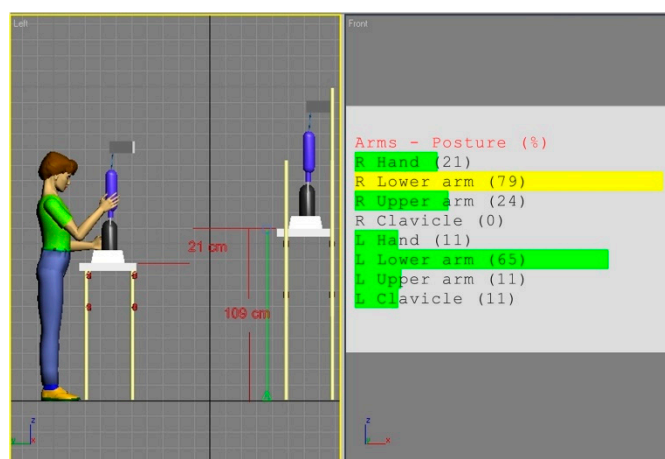 Left
Front
21 cm
109 cm
z
y
x
Arms - Posture (%)
R Hand (21)
R Lower arm (79)
R Upper arm (24)
R Clavicle (0)
L Hand (11)
L Lower arm (65)
L Upper arm (11)
L Clavicle (11)
z
y
x